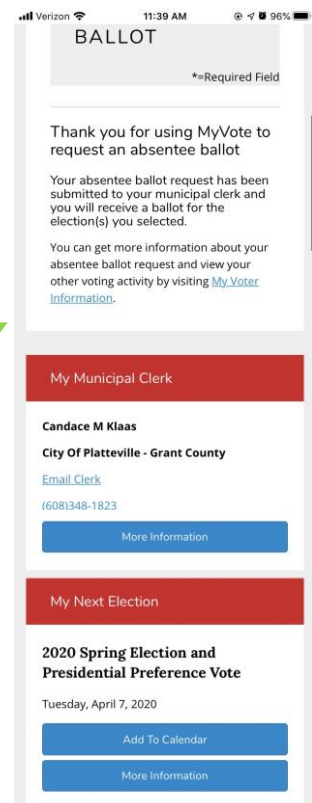 Verizon 11:39 AM 96%
BALLOT
*=Required Field
Thank you for using MyVote to
request an absentee ballot
Your absentee ballot request has been
submitted to your municipal clerk and
you will receive a ballot for the
election(s) you selected.
You can get more information about your
absentee ballot request and view your
other voting activity by visiting My Voter
Information.
My Municipal Clerk
Candace M Klaas
City Of Platteville - Grant County
Email Clerk
(608)348-1823
More Information
My Next Election
2020 Spring Election and
Presidential Preference Vote
Tuesday, April 7, 2020
Add To Calendar
More Information